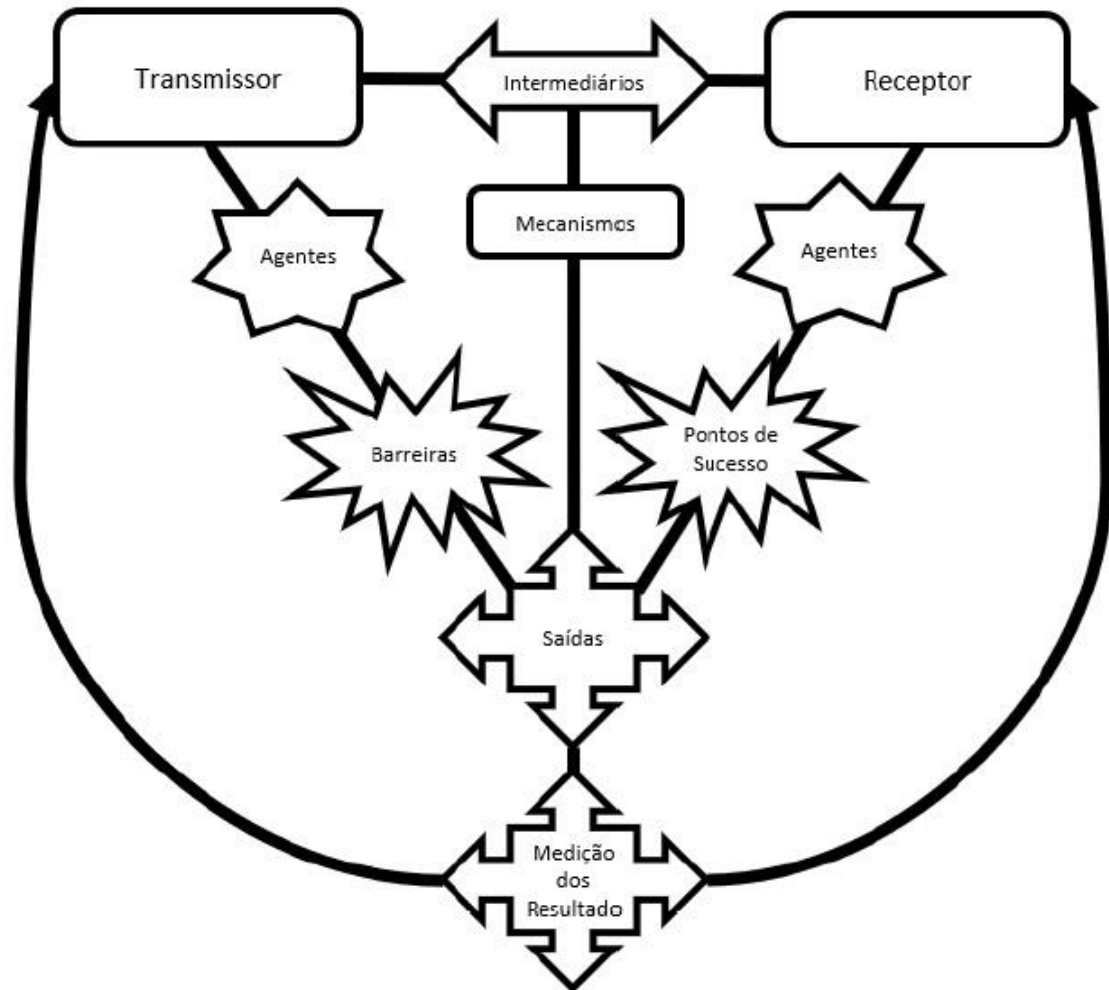 Transmissor
Intermediários
Receptor
Mecanismos
Agentes
Agentes
Barreiras
Pontos de
Sucesso
Saídas
Medição
dos
Resultado